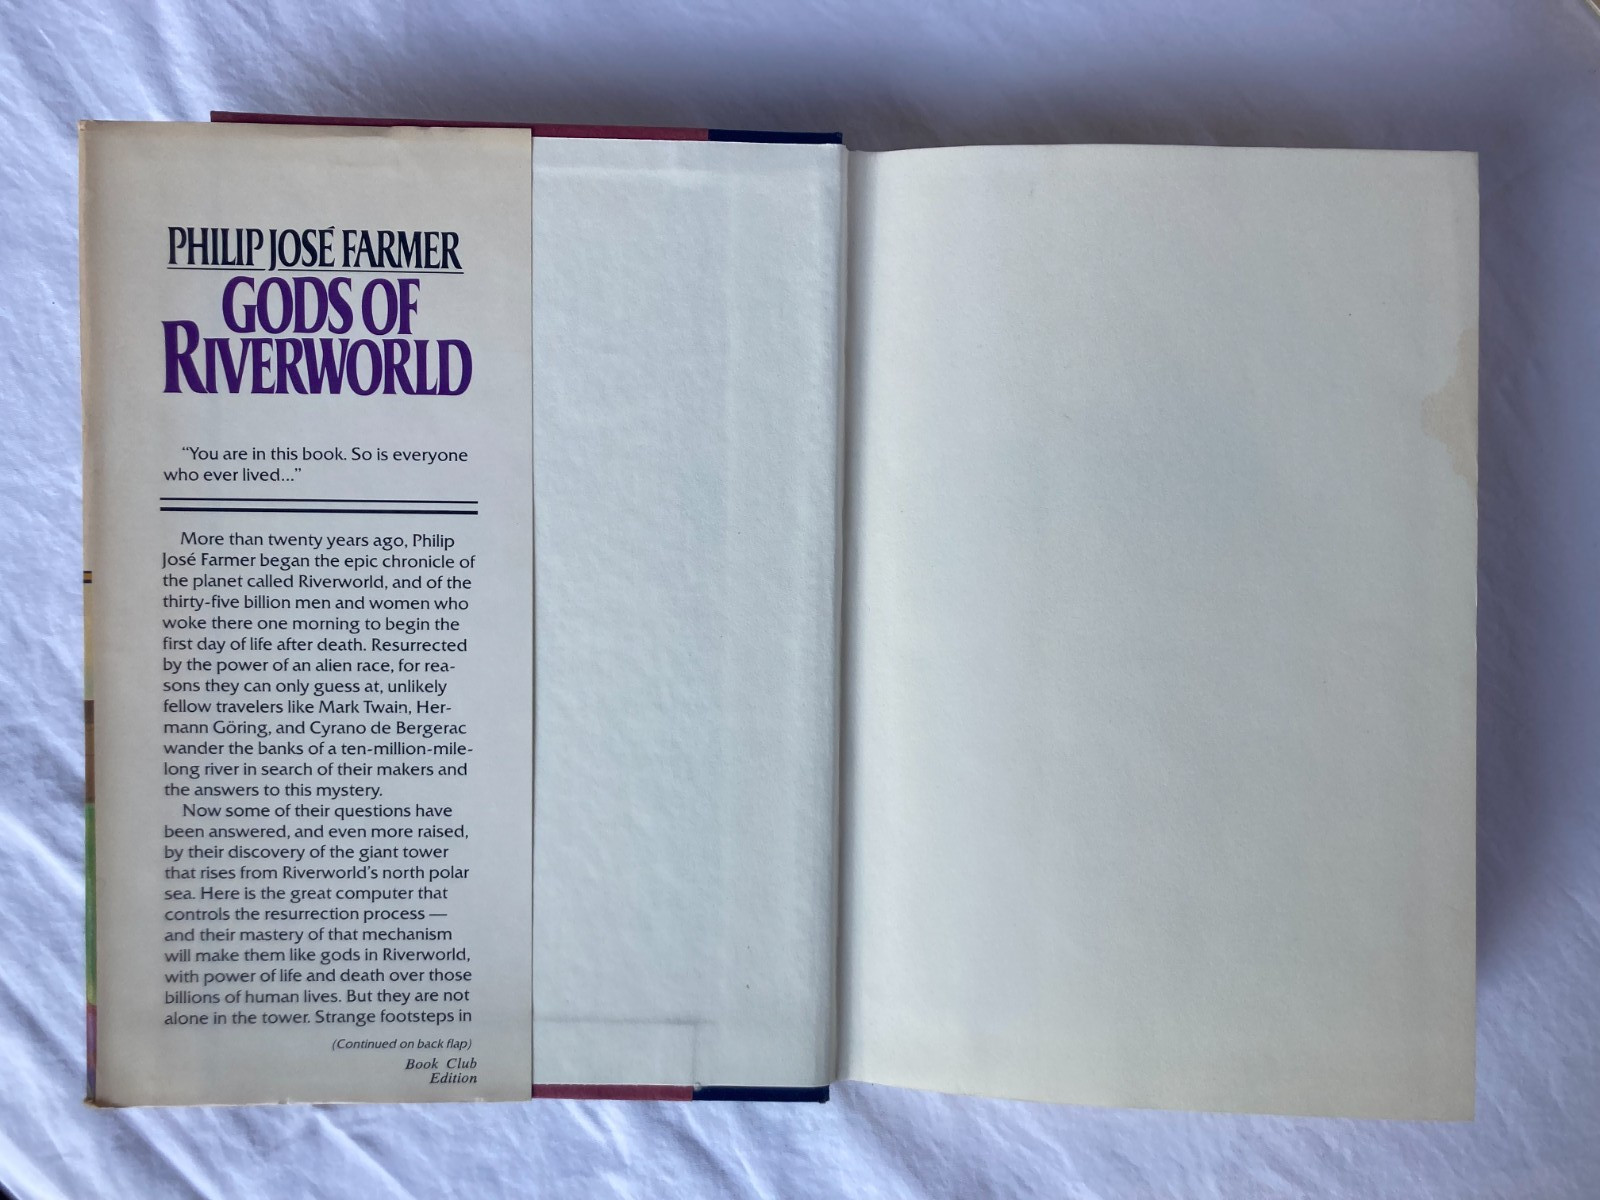 PHILIP JOSÉ FARMER
GODS OF
RIVERWORLD
“You are in this book. So is everyone
who ever lived...”
More than twenty years ago, Philip
José Farmer began the epic chronicle of
the planet called Riverworld, and of the
thirty-five billion men and women who
woke there one morning to begin the
first day of life after death. Resurrected
by the power of an alien race, for rea-
sons they can only guess at, unlikely
fellow travelers like Mark Twain, Her-
mann Göring, and Cyrano de Bergerac
wander the banks of a ten-million-mile-
long river in search of their makers and
the answers to this mystery.
Now some of their questions have
been answered, and even more raised,
by their discovery of the giant tower
that rises from Riverworld’s north polar
sea. Here is the great computer that
controls the resurrection process —
and their mastery of that mechanism
will make them like gods in Riverworld,
with power of life and death over those
billions of human lives. But they are not
alone in the tower. Strange footsteps in
(Continued on back flap)
Book Club
Edition